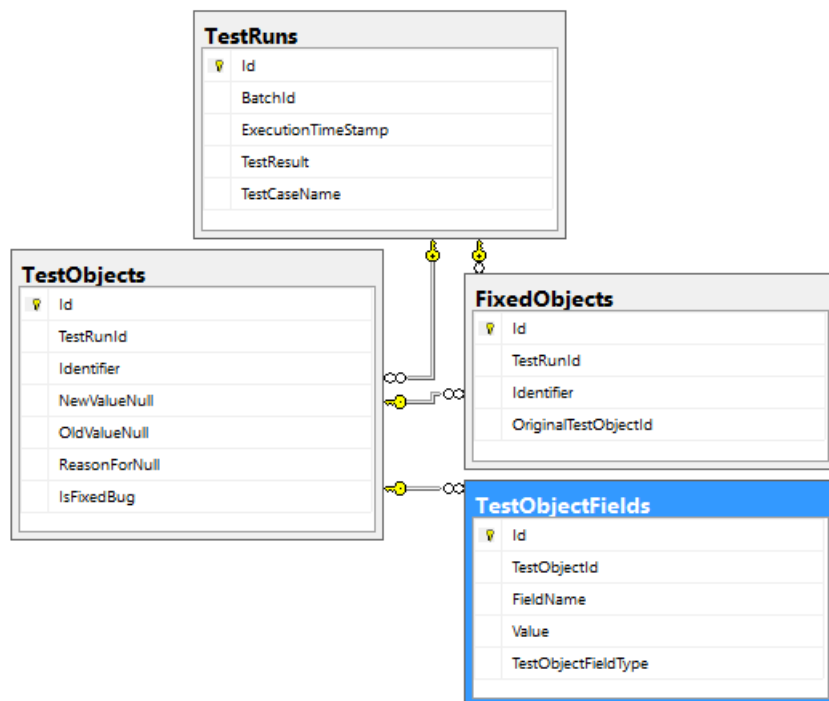 TestRuns
Id
BatchId
ExecutionTimeStamp
TestResult
TestCaseName
TestObjects
Id
TestRunId
Identifier
NewValueNull
OldValueNull
ReasonForNull
IsFixedBug
FixedObjects
Id
TestRunId
Identifier
OriginalTestObjectId
TestObjectFields
Id
TestObjectId
FieldName
Value
TestObjectFieldType